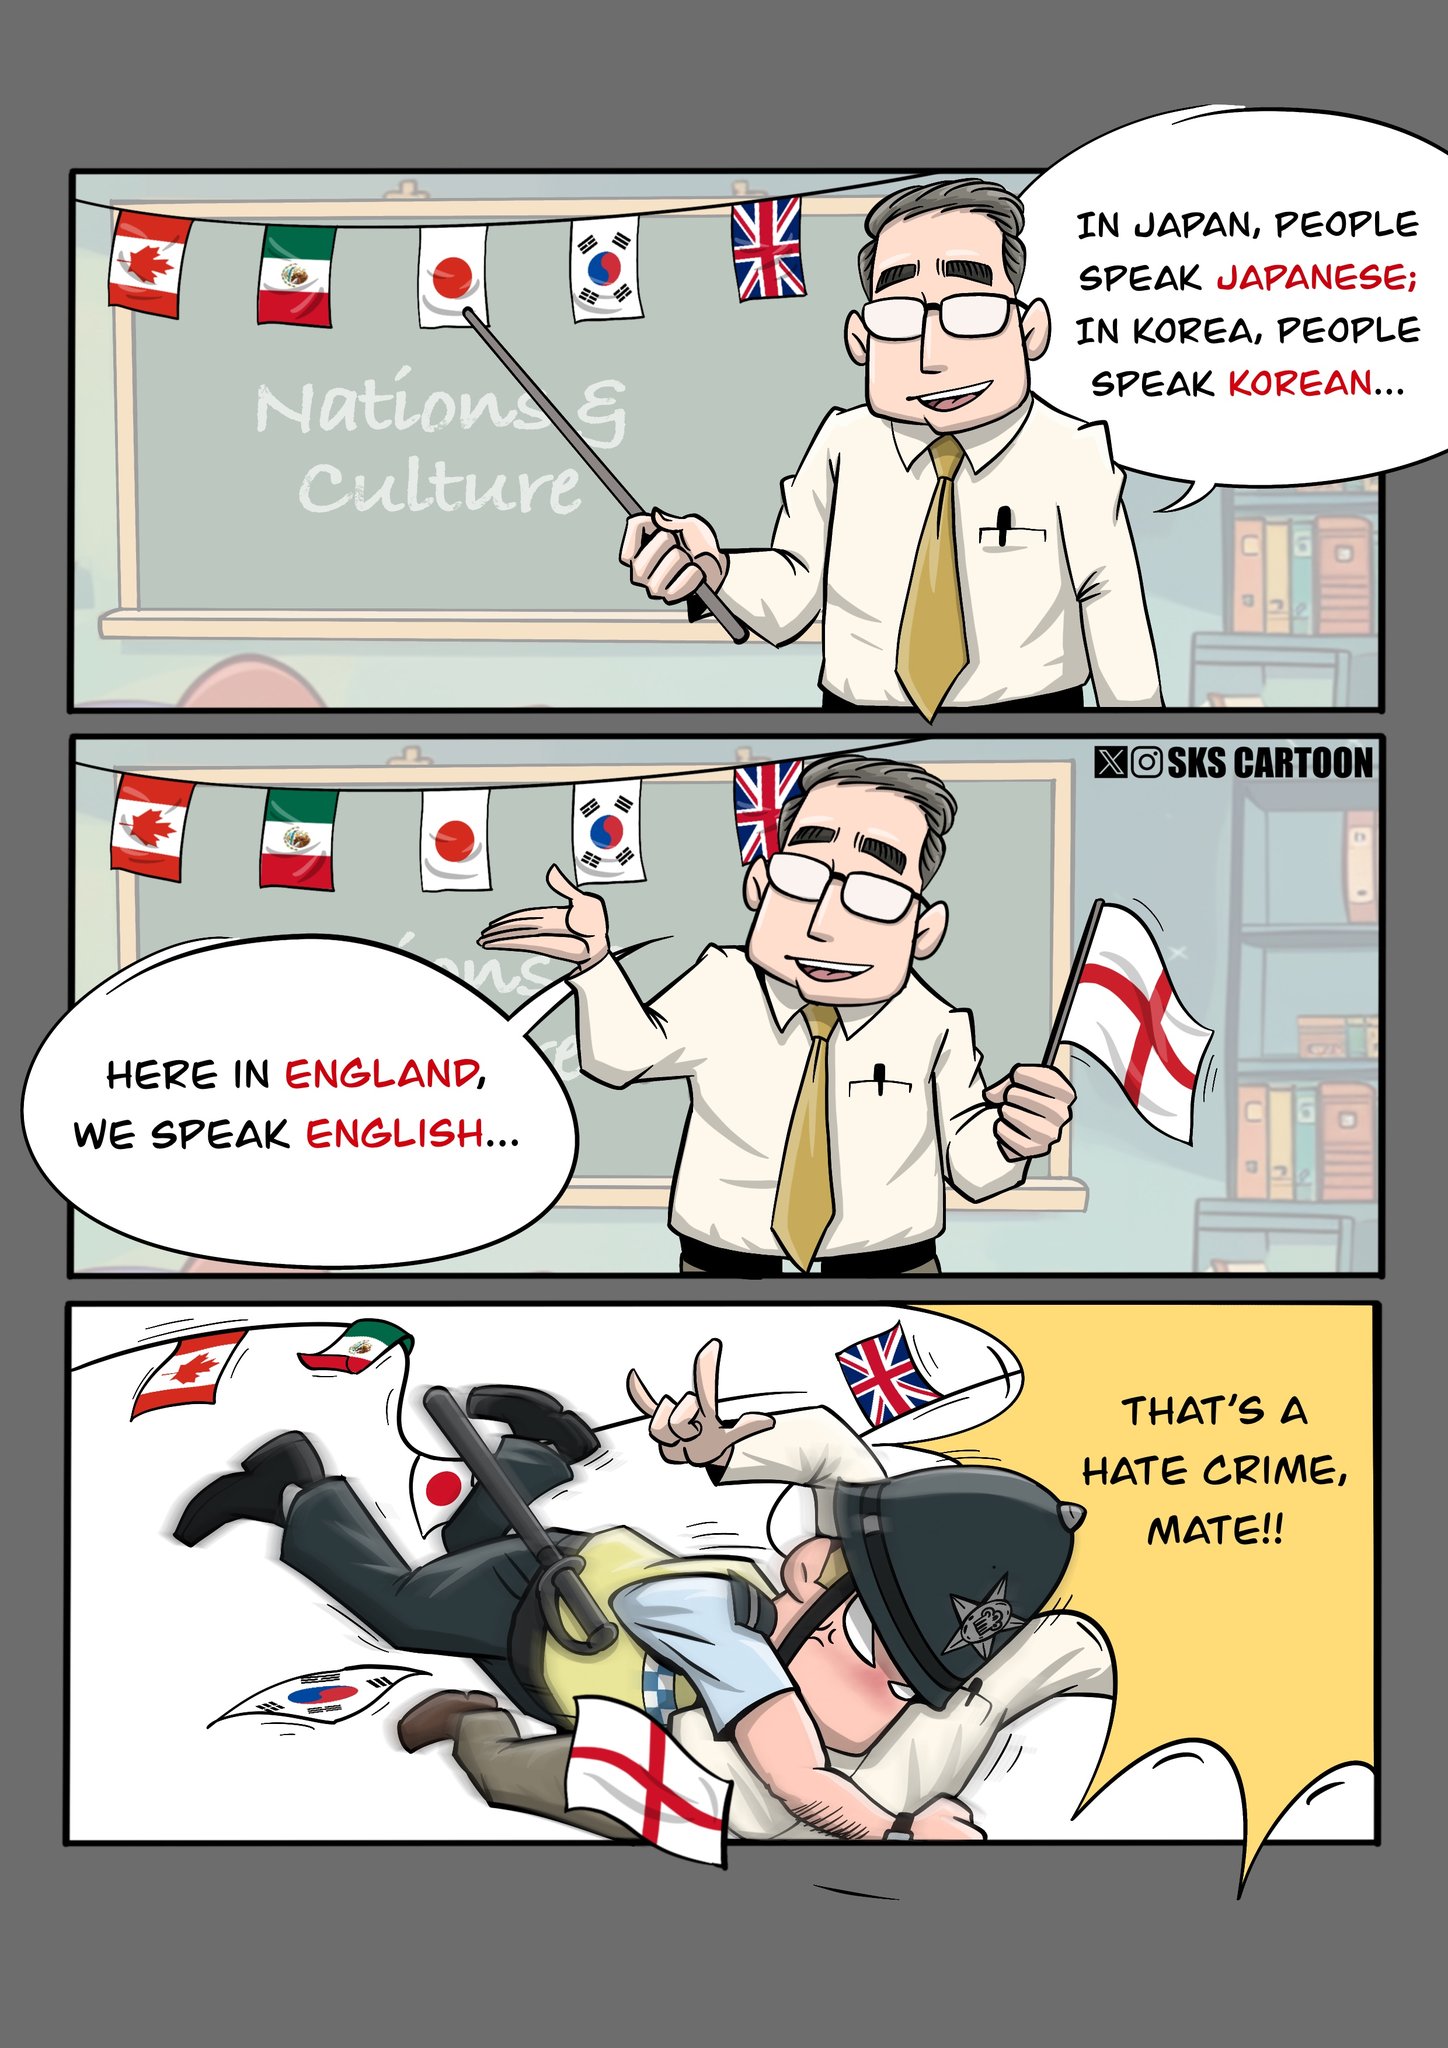 IN JAPAN, PEOPLE
SPEAK JAPANESE;
IN KOREA, PEOPLE
SPEAK KOREAN...
Nations &
Culture
SKS CARTOON
HERE IN ENGLAND,
WE SPEAK ENGLISH...
THAT'S A
HATE CRIME,
MATE!!